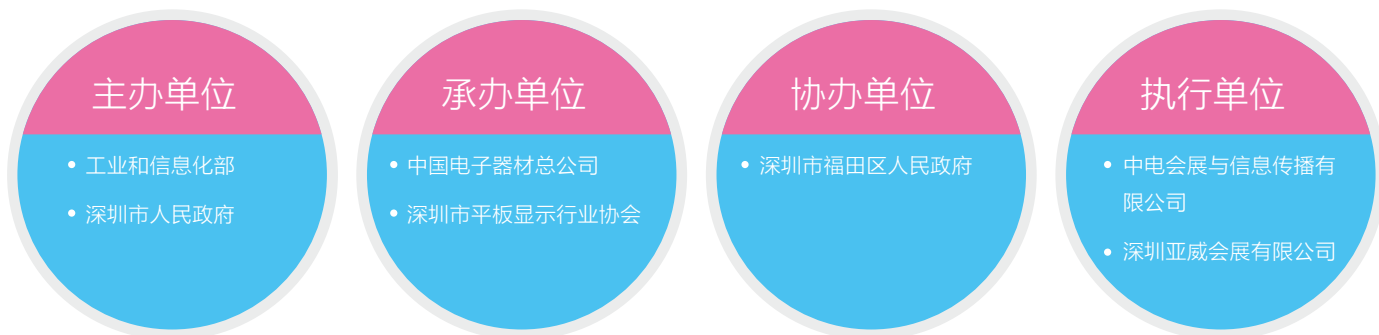 主办单位
工业和信息化部
深圳市人民政府
承办单位
中国电子器材总公司
深圳市平板显示行业协会
协办单位
深圳市福田区人民政府
执行单位
中电会展与信息传播有
限公司
深圳亚威会展有限公司